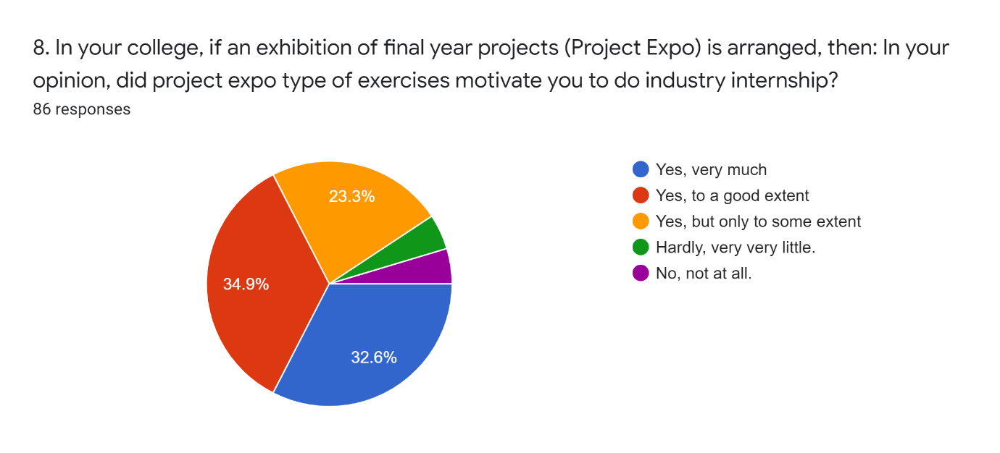 8. In your college, if an exhibition of final year projects (Project Expo) is arranged, then: In your
opinion, did project expo type of exercises motivate you to do industry internship?
86 responses
23.3%
34.9%
32.6%
Yes, very much
Yes, to a good extent
Yes, but only to some extent
Hardly, very very little.
No, not at all.